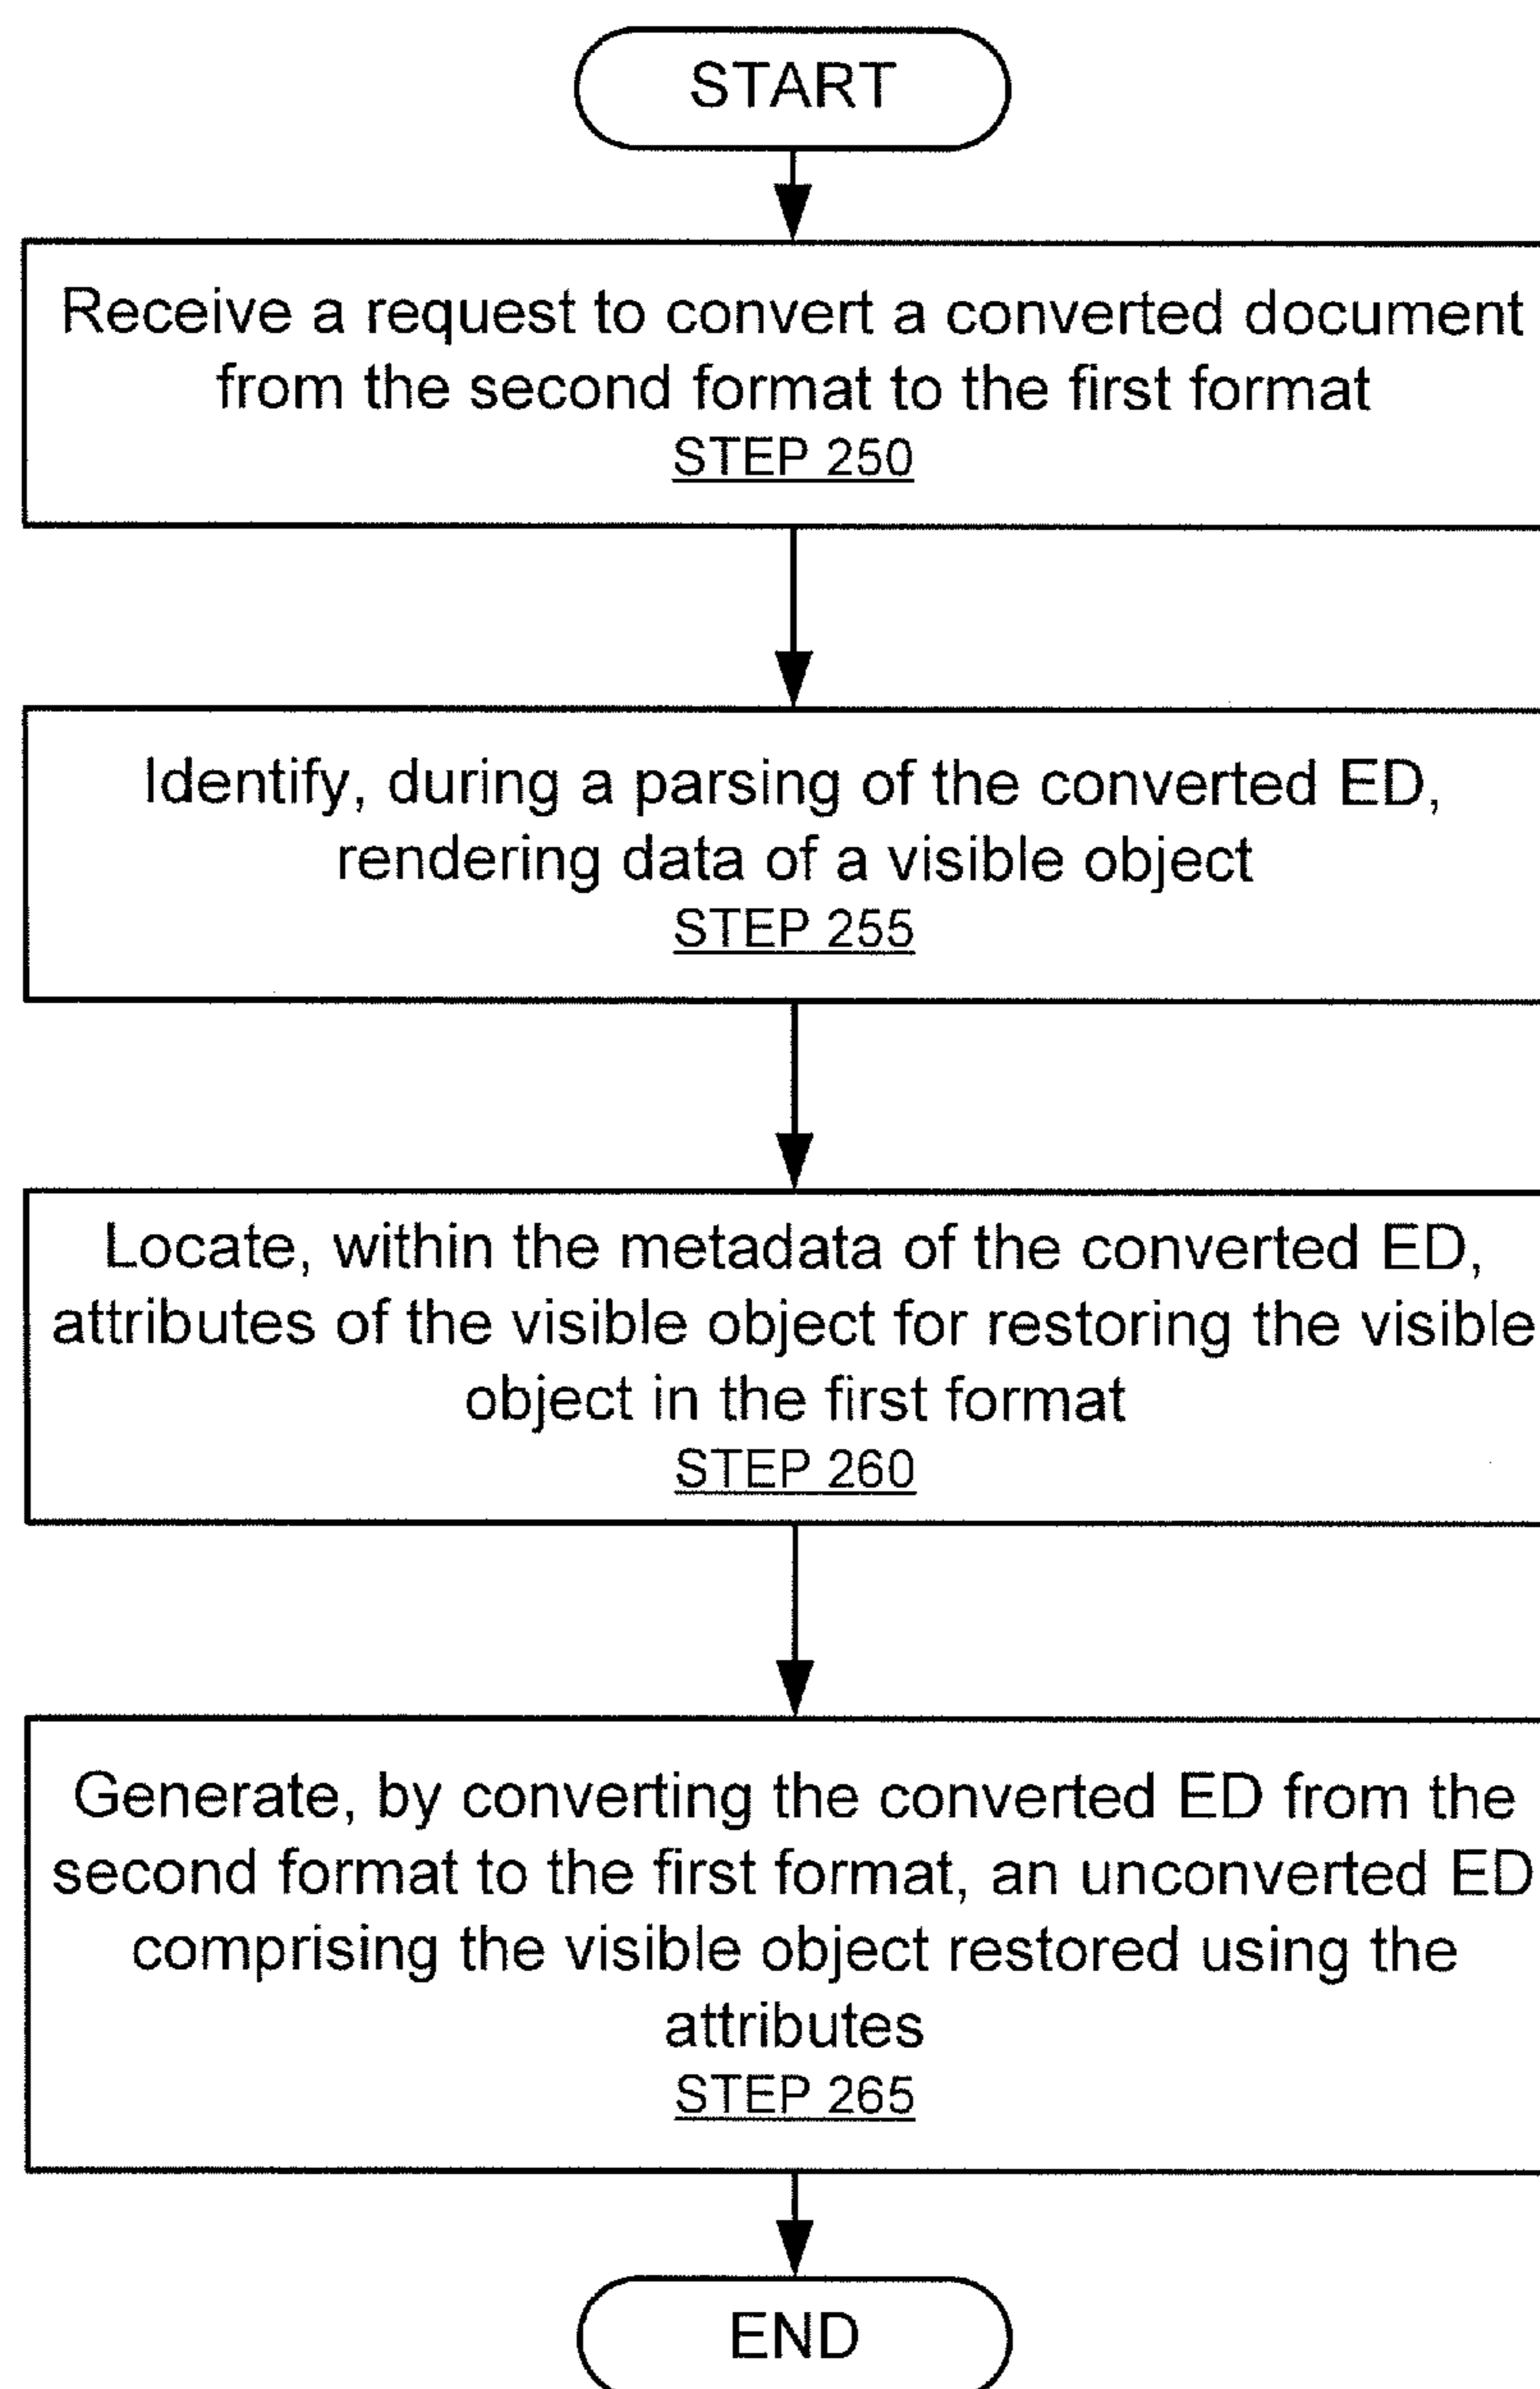 START
Receive a request to convert a converted document
from the second format to the first format
STEP 250
Identify, during a parsing of the converted ED,
rendering data of a visible object
STEP 255
Locate, within the metadata of the converted ED,
attributes of the visible object for restoring the visible
object in the first format
STEP 260
Generate, by converting the converted ED from the
second format to the first format, an unconverted ED
comprising the visible object restored using the
attributes
STEP 265
END